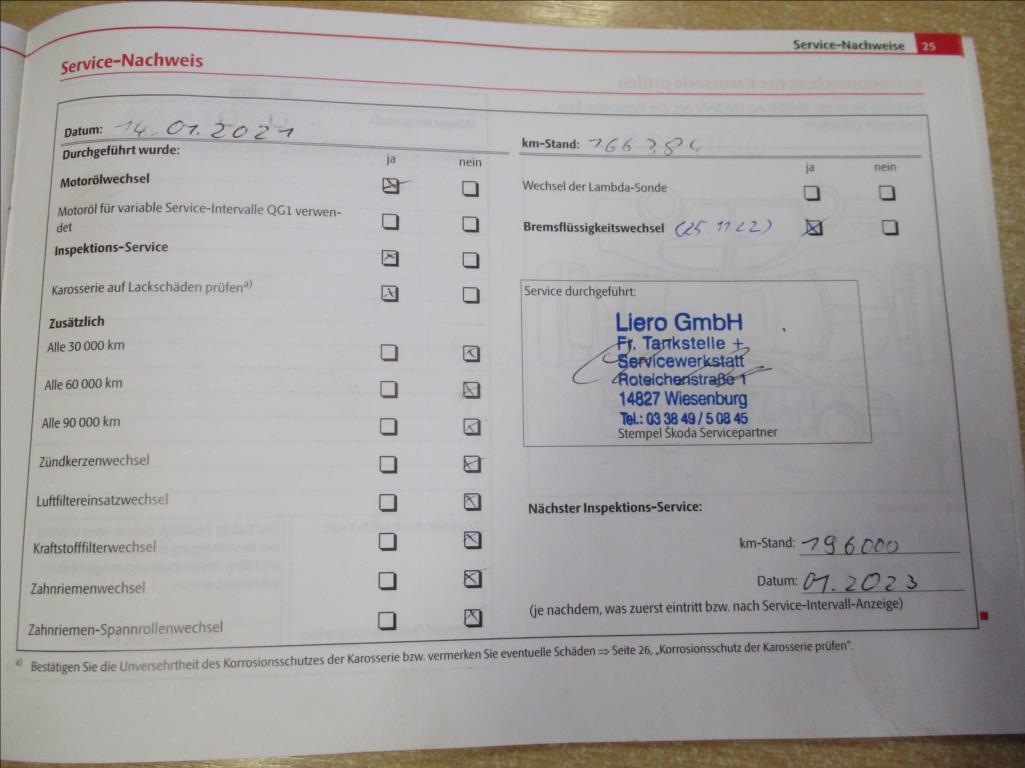 Service-Nachweise 25
Service-Nachweis
Datum: 14.01.2021
km-Stand:
Durchgeführt wurde:
ja nein
ja nein
Motorölwechsel
Wechsel der Lambda-Sonde
Motoröl für variable Service-Intervalle QG1 verwen-
det
Bremsflüssigkeitswechsel (25.11.22)
Inspektions-Service
Karosserie auf Lackschäden prüfen a)
Zusätzlich
Alle 30 000 km
Alle 60 000 km
Alle 90 000 km
Zündkerzenwechsel
Luftfiltereinsatzwechsel
Kraftstofffilterwechsel
Zahnriemenwechsel
Zahnriemen-Spannrollenwechsel
Service durchgeführt:
Liero GmbH
Fr. Tankstelle +
Servicewerkstatt
Roteichenstraße 1
14827 Wiesenburg
Tel.: 03 38 49 / 5 08 45
Stempel Škoda Servicepartner
Nächster Inspektions-Service:
km-Stand: 196000
Datum: 01.2023
(je nachdem, was zuerst eintritt bzw. nach Service-Intervall-Anzeige)
a) Bestätigen Sie die Unversehrtheit des Korrosionsschutzes der Karosserie bzw. vermerken Sie eventuelle Schäden ⇒ Seite 26, „Korrosionsschutz der Karosserie prüfen".